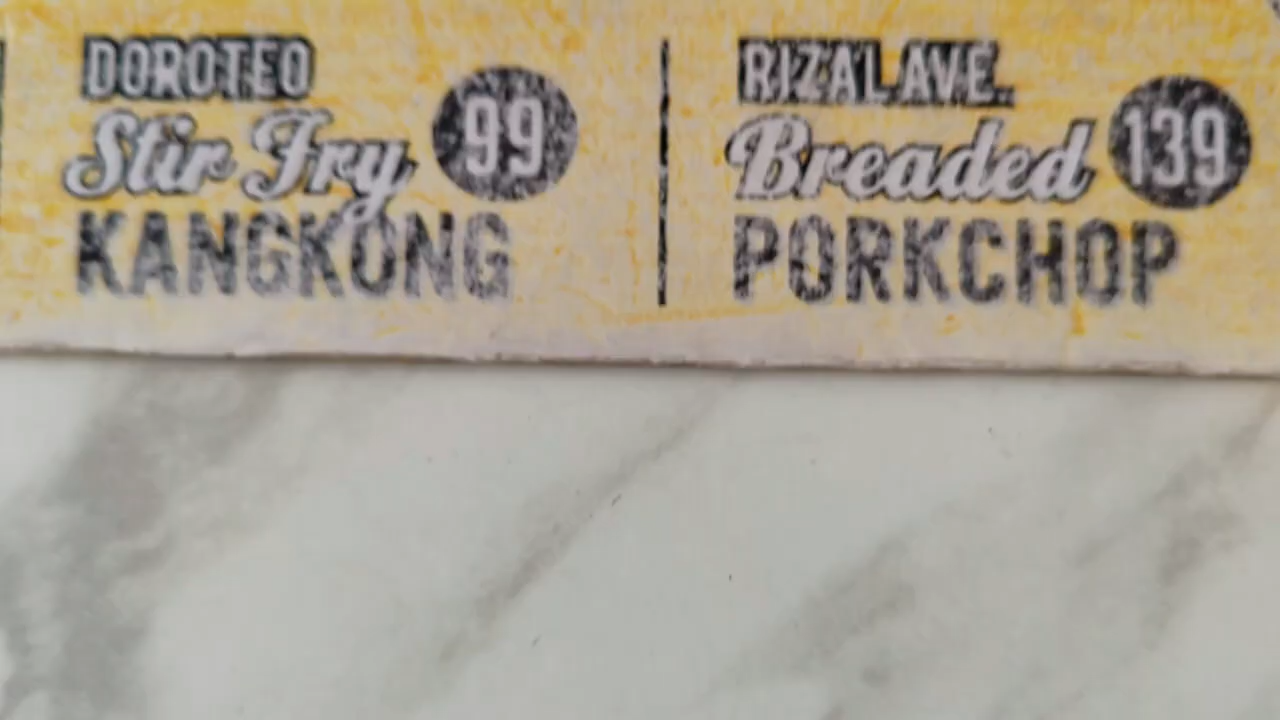 DOROTEO
Stir Fry 99
KANGKONG
RIZAL AVE.
Breaded 139
PORKCHOP